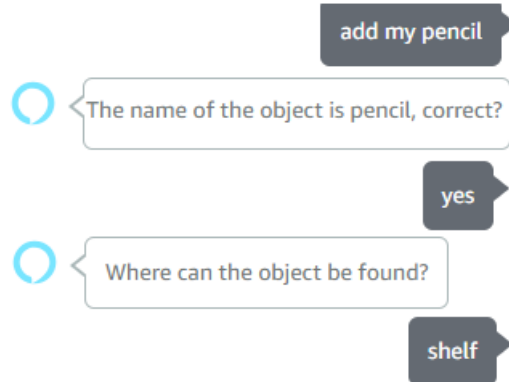 add my pencil
The name of the object is pencil, correct?
yes
Where can the object be found?
shelf